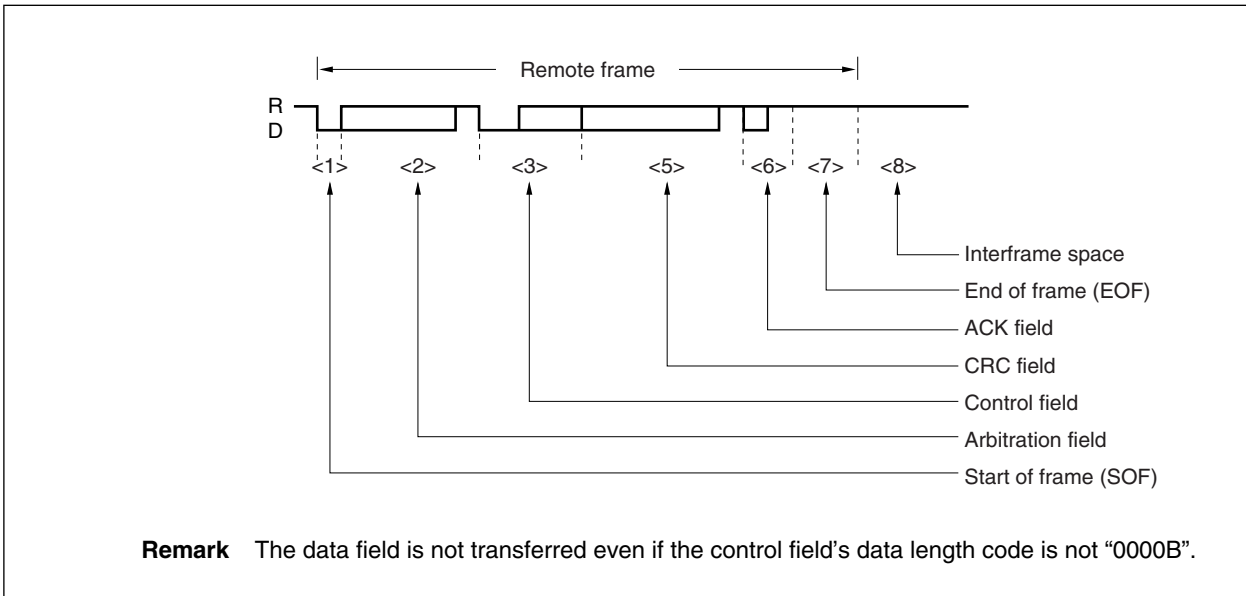 Remote frame
R
D
<1> <2> <3> <5> <6> <7> <8>
Interframe space
End of frame (EOF)
ACK field
CRC field
Control field
Arbitration field
Start of frame (SOF)
Remark The data field is not transferred even if the control field’s data length code is not “0000B”.